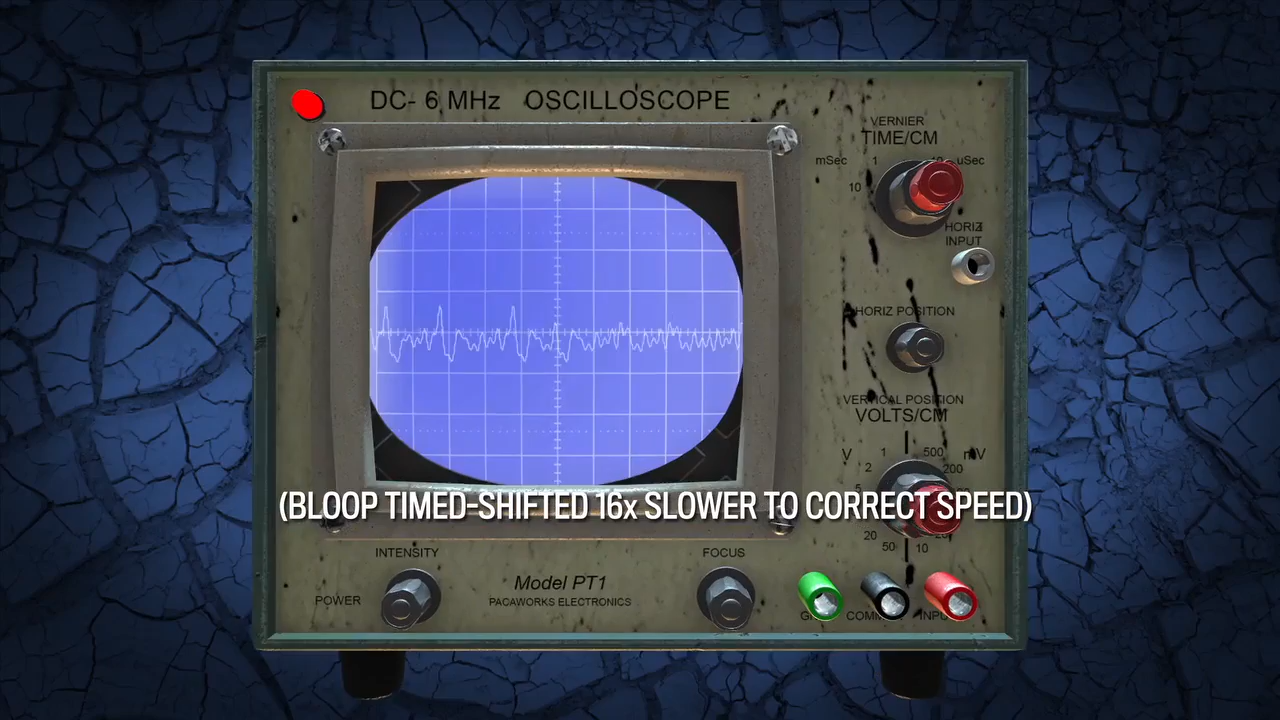 DC- 6 MHz OSCILLOSCOPE
VERNIER
TIME/CM
mSec 1 uSec
10
HORIZ
INPUT
HORIZ POSITION
VERTICAL POSITION
VOLTS/CM
V 1 500 mV
2 200
(BLOOP TIMED-SHIFTED 16x SLOWER TO CORRECT SPEED)
20
50 10
INTENSITY FOCUS
Model PT1
POWER PACAWORKS ELECTRONICS